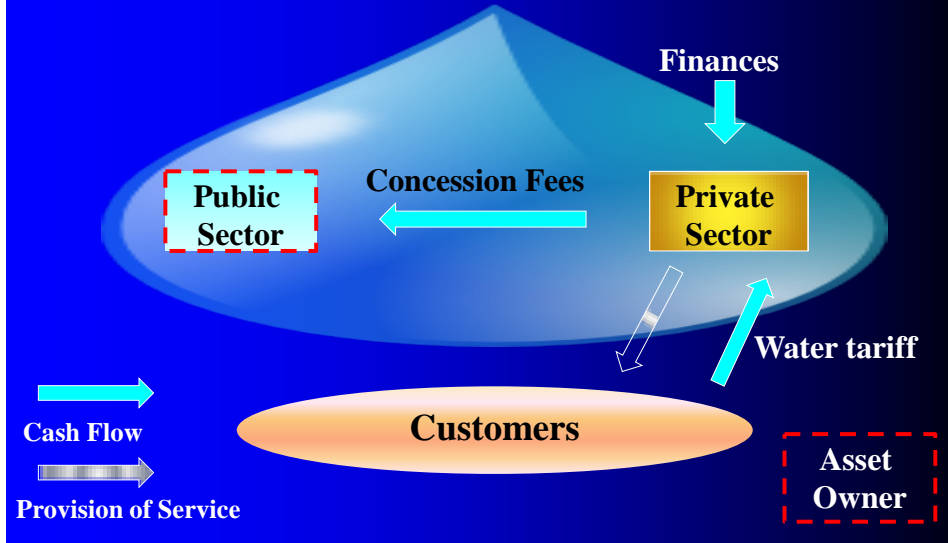 Finances
Concession Fees
Public
Sector
Private
Sector
Water tariff
Customers
Cash Flow
Provision of Service
Asset
Owner